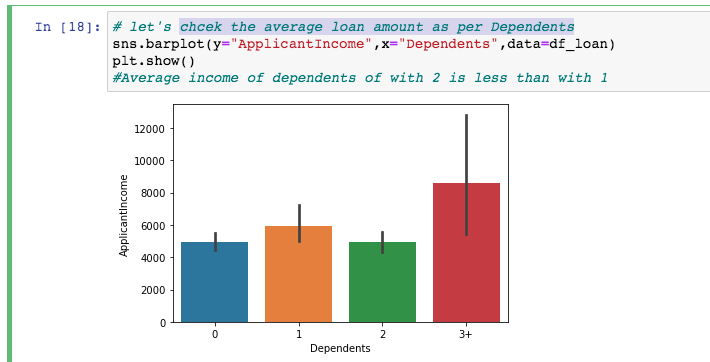 In [18]: # let's chcek the average loan amount as per Dependents
sns.barplot(y="ApplicantIncome",x="Dependents",data=df_loan)
plt.show()
#Average income of dependents of with 2 is less than with 1
12000
10000
8000
6000
4000
2000
0
ApplicantIncome
0 1 2 3+
Dependents